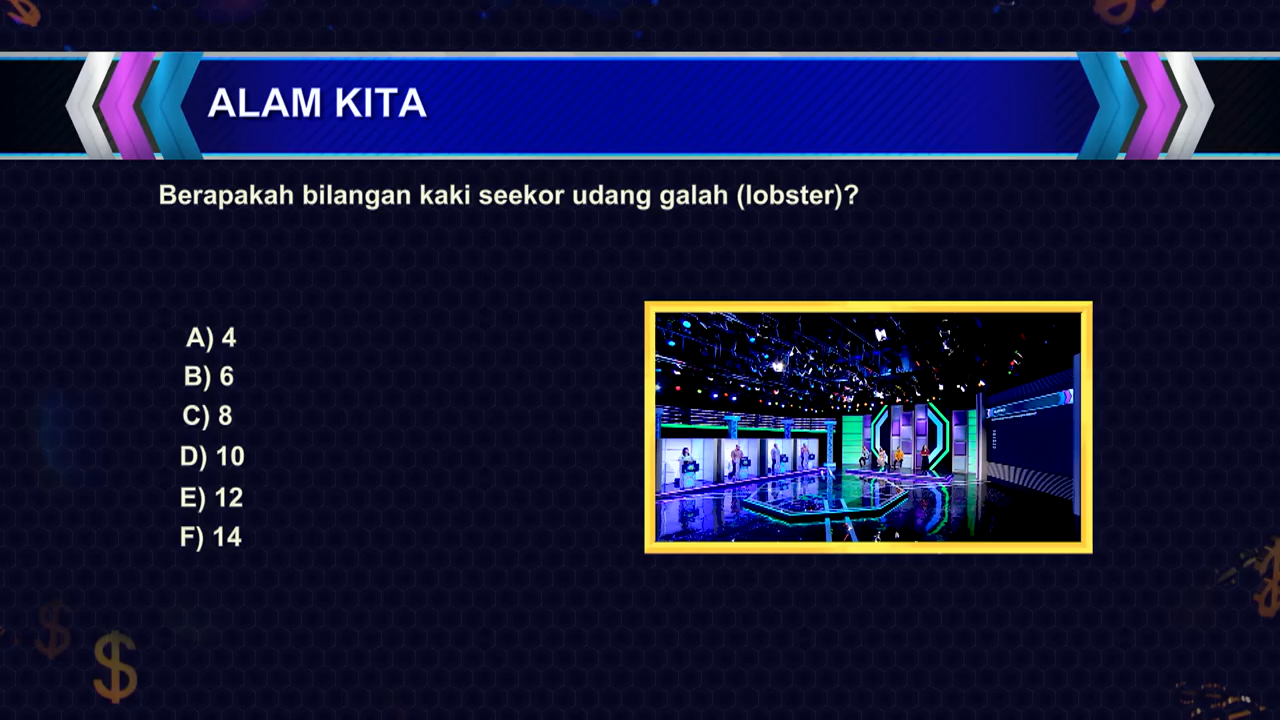 ALAM KITA
Berapakah bilangan kaki seekor udang galah (lobster)?
A) 4
B) 6
C) 8
D) 10
E) 12
F) 14